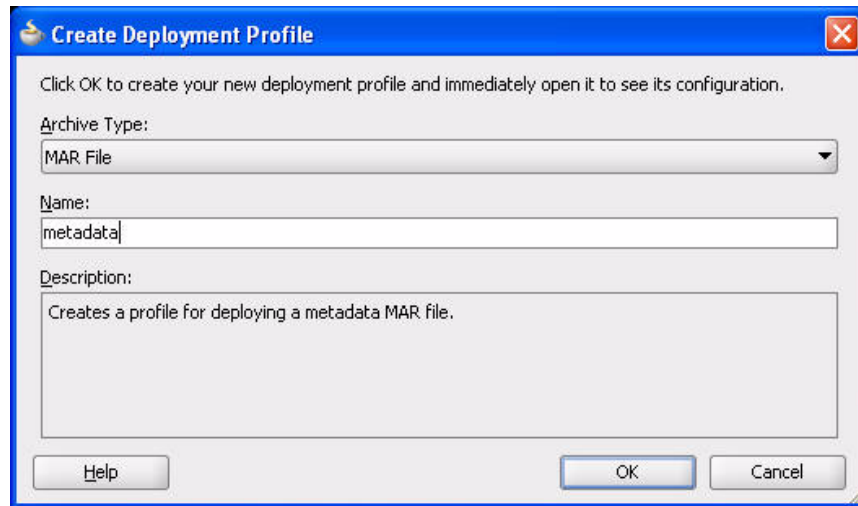 Create Deployment Profile
Click OK to create your new deployment profile and immediately open it to see its configuration.
Archive Type:
MAR File
Name:
metadata
Description:
Creates a profile for deploying a metadata MAR file.
Help OK Cancel